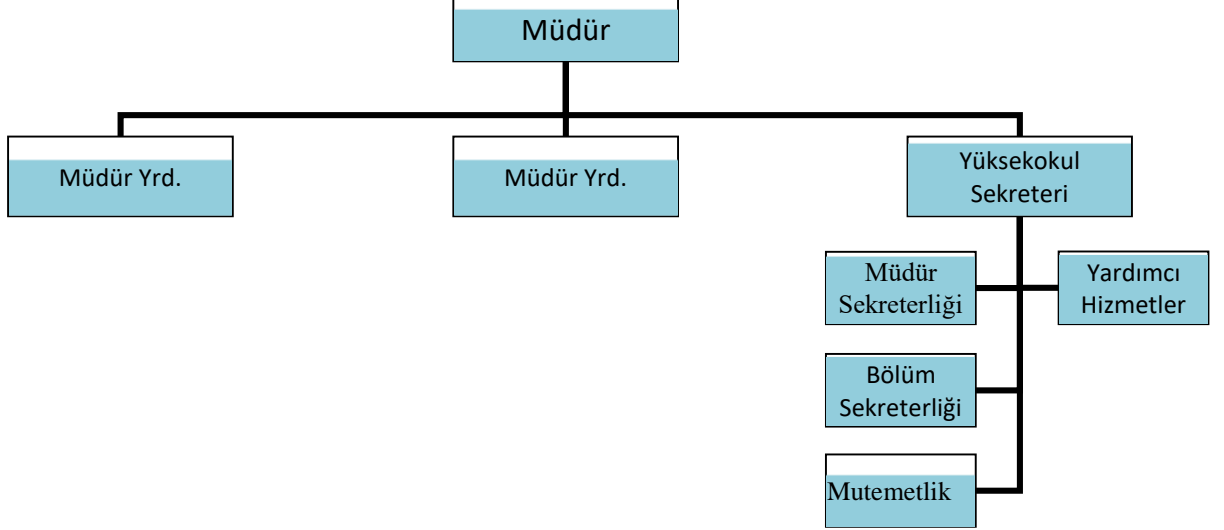 Müdür
Müdür Yrd.
Müdür Yrd.
Yüksekokul
Sekreteri
Müdür
Sekreterliği
Yardımcı
Hizmetler
Bölüm
Sekreterliği
Mutemetlik